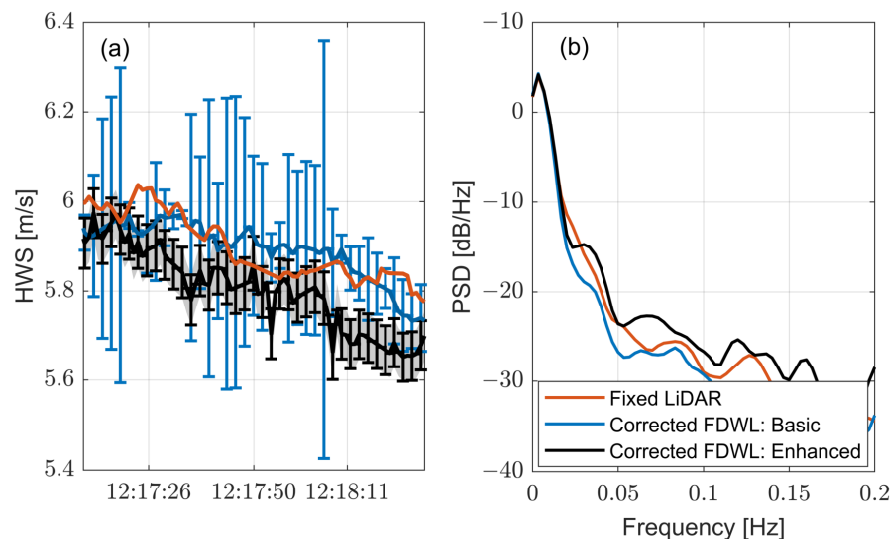 (a)
HWS [m/s]
6.4
6.2
6
5.8
5.6
5.4
12:17:26
12:17:50
12:18:11
(b)
PSD [dB/Hz]
10
0
−10
−20
−30
−40
0
0.05
0.1
0.15
0.2
Frequency [Hz]
Fixed LiDAR
Corrected FDWL: Basic
Corrected FDWL: Enhanced